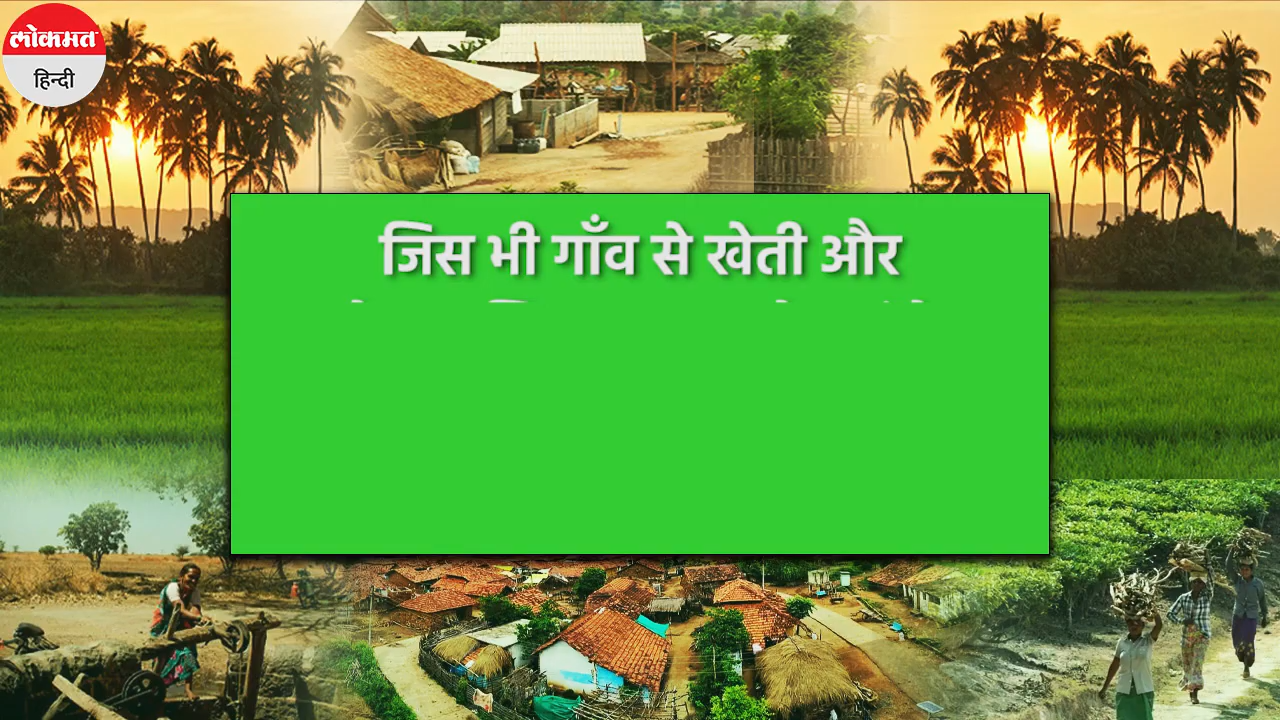 लोकमत
हिन्दी
जिस भी गाँव से खेती और